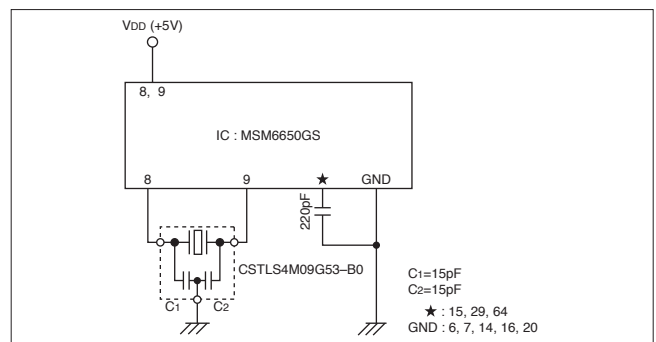 VDD (+5V)
8, 9
IC : MSM6650GS
8 9 ★ GND
220pF
CSTLS4M09G53–B0
C1 C2
C1=15pF
C2=15pF
★ : 15, 29, 64
GND : 6, 7, 14, 16, 20